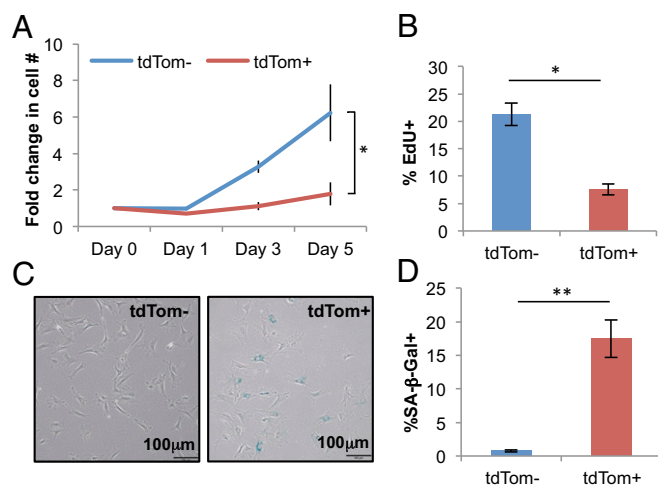 A
Fold change in cell #
10
8
6
4
2
0
tdTom- tdTom+
*
Day 0 Day 1 Day 3 Day 5
B
% EdU+
30
25
20
15
10
5
0
*
tdTom- tdTom+
C
tdTom-
100μm
tdTom+
100μm
D
%SA-β-Gal+
25
20
15
10
5
0
**
tdTom- tdTom+